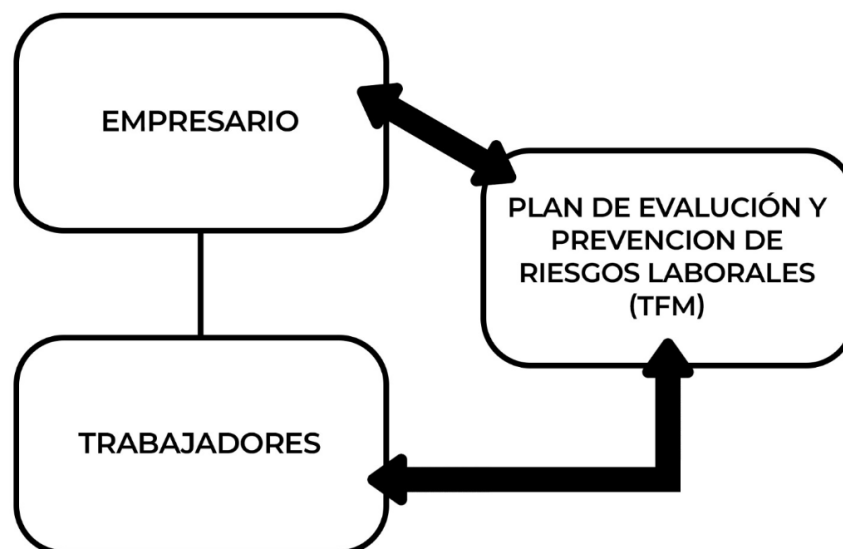 EMPRESARIO
PLAN DE EVALUCIÓN Y
PREVENCION DE
RIESGOS LABORALES
(TFM)
TRABAJADORES